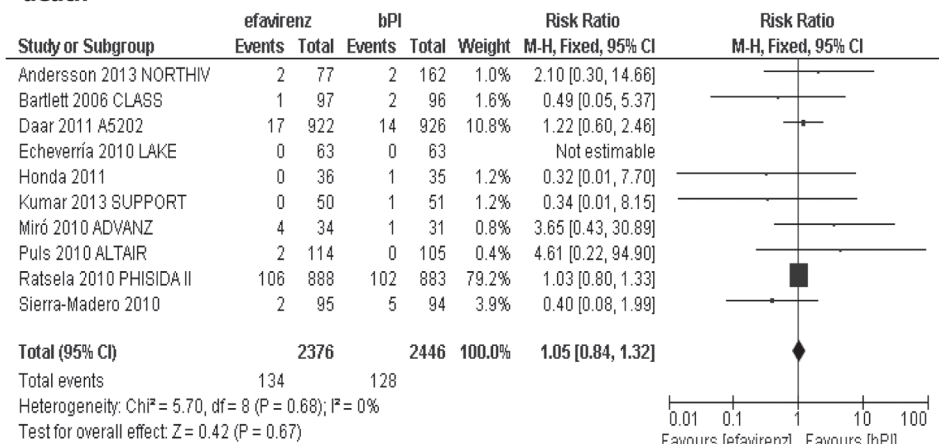 death
efavirenz bPI Risk Ratio Risk Ratio
Study or Subgroup Events Total Events Total Weight M-H, Fixed, 95% CI M-H, Fixed, 95% CI
Andersson 2013 NORTHIV 2 77 2 162 1.0% 2.10 [0.30, 14.66]
Bartlett 2006 CLASS 1 97 2 96 1.6% 0.49 [0.05, 5.37]
Daar 2011 A5202 17 922 14 926 10.8% 1.22 [0.60, 2.46]
Echeverría 2010 LAKE 0 63 0 63 Not estimable
Honda 2011 0 36 1 35 1.2% 0.32 [0.01, 7.70]
Kumar 2013 SUPPORT 0 50 1 51 1.2% 0.34 [0.01, 8.15]
Miró 2010 ADVANZ 4 34 1 31 0.8% 3.65 [0.43, 30.89]
Puls 2010 ALTAIR 2 114 0 105 0.4% 4.61 [0.22, 94.90]
Ratsela 2010 PHISIDA II 106 888 102 883 79.2% 1.03 [0.80, 1.33]
Sierra-Madero 2010 2 95 5 94 3.9% 0.40 [0.08, 1.99]
Total (95% CI) 2376 2446 100.0% 1.05 [0.84, 1.32]
Total events 134 128
Heterogeneity: Chi² = 5.70, df = 8 (P = 0.68); I² = 0%
Test for overall effect: Z = 0.42 (P = 0.67)
0.01 0.1 1 10 100
Favours [efavirenz] Favours [bPI]